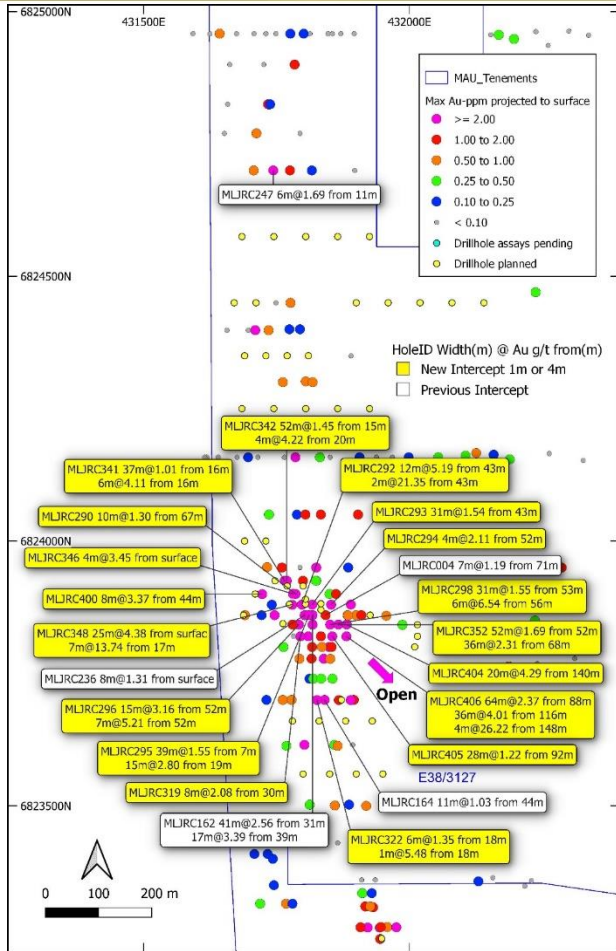 6825000N
431500E
432000E
MAU_Tenements
Max Au-ppm projected to surface
>= 2.00
1.00 to 2.00
0.50 to 1.00
0.25 to 0.50
0.10 to 0.25
< 0.10
Drillhole assays pending
Drillhole planned
MLJRC247 6m@1.69 from 11m
6824500N
HoleID Width(m) @ Au g/t from(m)
New Intercept 1m or 4m
Previous Intercept
MLJRC342 52m@1.45 from 15m
4m@4.22 from 20m
MLJRC341 37m@1.01 from 16m
6m@4.11 from 16m
MLJRC292 12m@5.19 from 43m
2m@21.35 from 43m
MLJRC290 10m@1.30 from 67m
MLJRC293 31m@1.54 from 43m
6824000N
MLJRC294 4m@2.11 from 52m
MLJRC346 4m@3.45 from surface
MLJRC004 7m@1.19 from 71m
MLJRC400 8m@3.37 from 44m
MLJRC298 31m@1.55 from 53m
6m@6.54 from 56m
MLJRC348 25m@4.38 from surfac
7m@13.74 from 17m
MLJRC352 52m@1.69 from 52m
36m@2.31 from 68m
MLJRC236 8m@1.31 from surface
MLJRC404 20m@4.29 from 140m
Open
MLJRC296 15m@3.16 from 52m
7m@5.21 from 52m
MLJRC406 64m@2.37 from 88m
36m@4.01 from 116m
4m@26.22 from 148m
MLJRC295 39m@1.55 from 7m
15m@2.80 from 19m
MLJRC405 28m@1.22 from 92m
E38/3127
MLJRC319 8m@2.08 from 30m
MLJRC164 11m@1.03 from 44m
6823500N
MLJRC162 41m@2.56 from 31m
17m@3.39 from 39m
MLJRC322 6m@1.35 from 18m
1m@5.48 from 18m
0 100 200 m